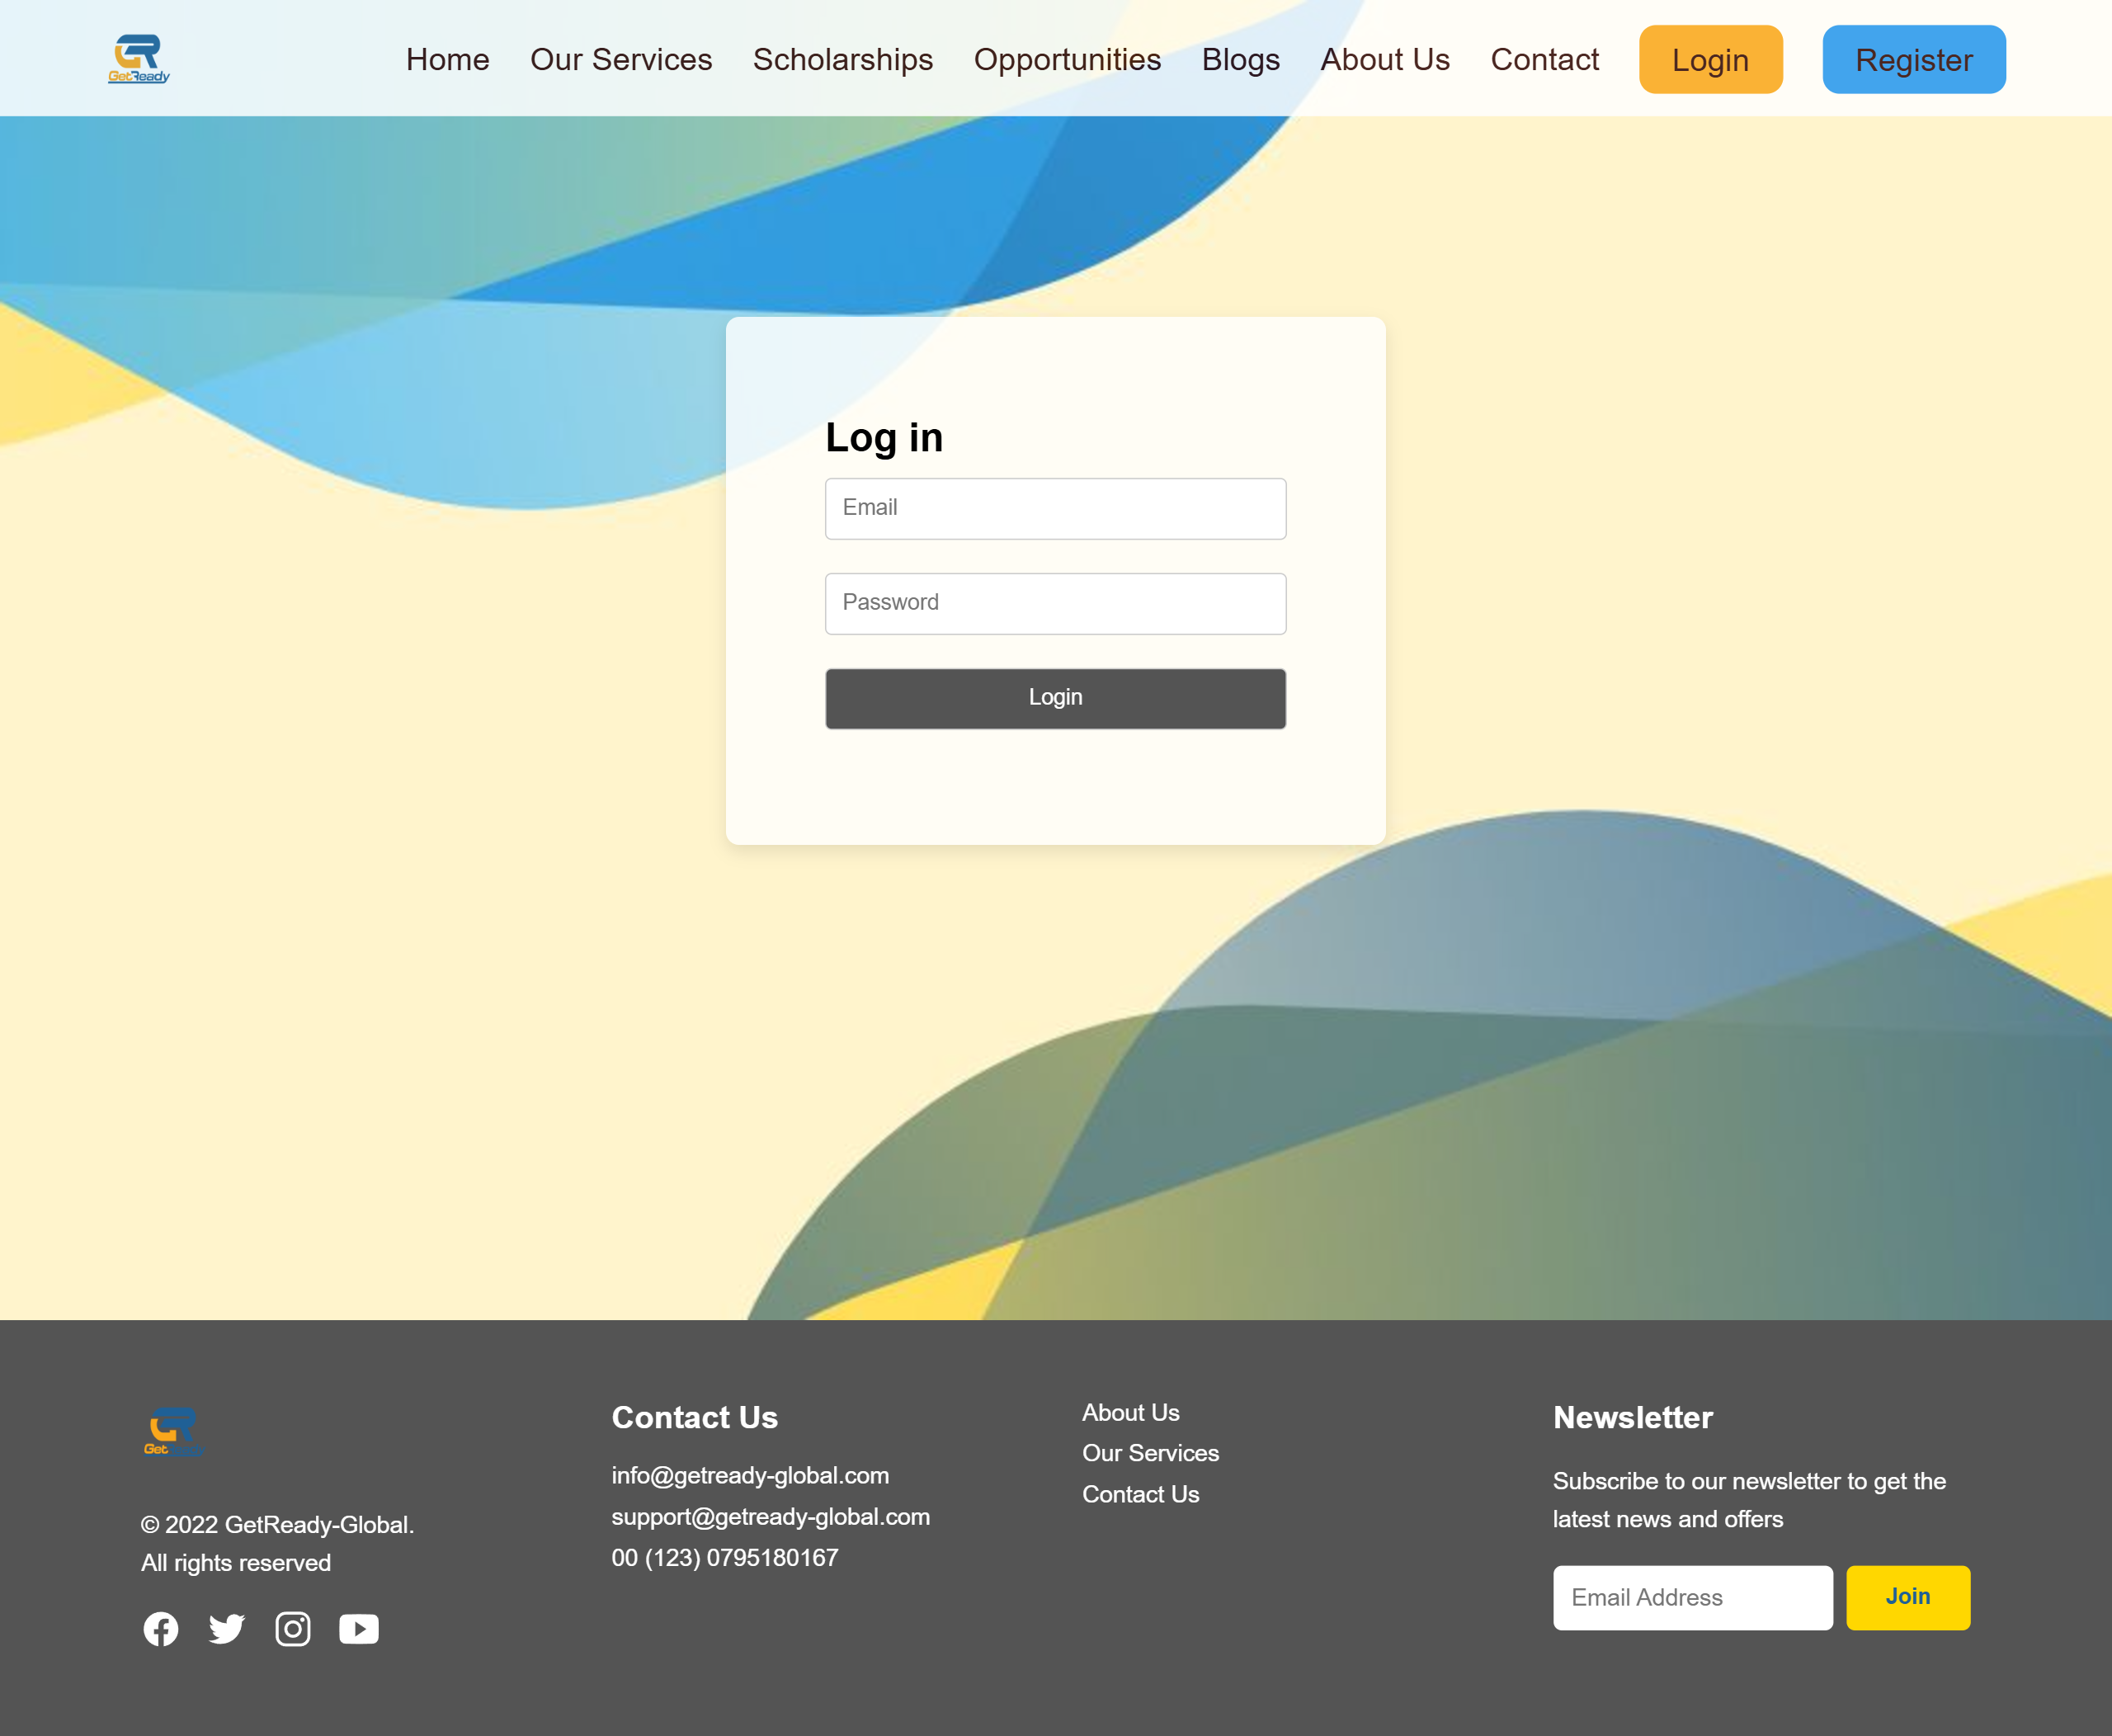 GR
GetReady
Home Our Services Scholarships Opportunities Blogs About Us Contact Login Register
Log in
Email
Password
Login
GR
GetReady
© 2022 GetReady-Global.
All rights reserved
Contact Us
info@getready-global.com
support@getready-global.com
00 (123) 0795180167
About Us
Our Services
Contact Us
Newsletter
Subscribe to our newsletter to get the
latest news and offers
Email Address Join